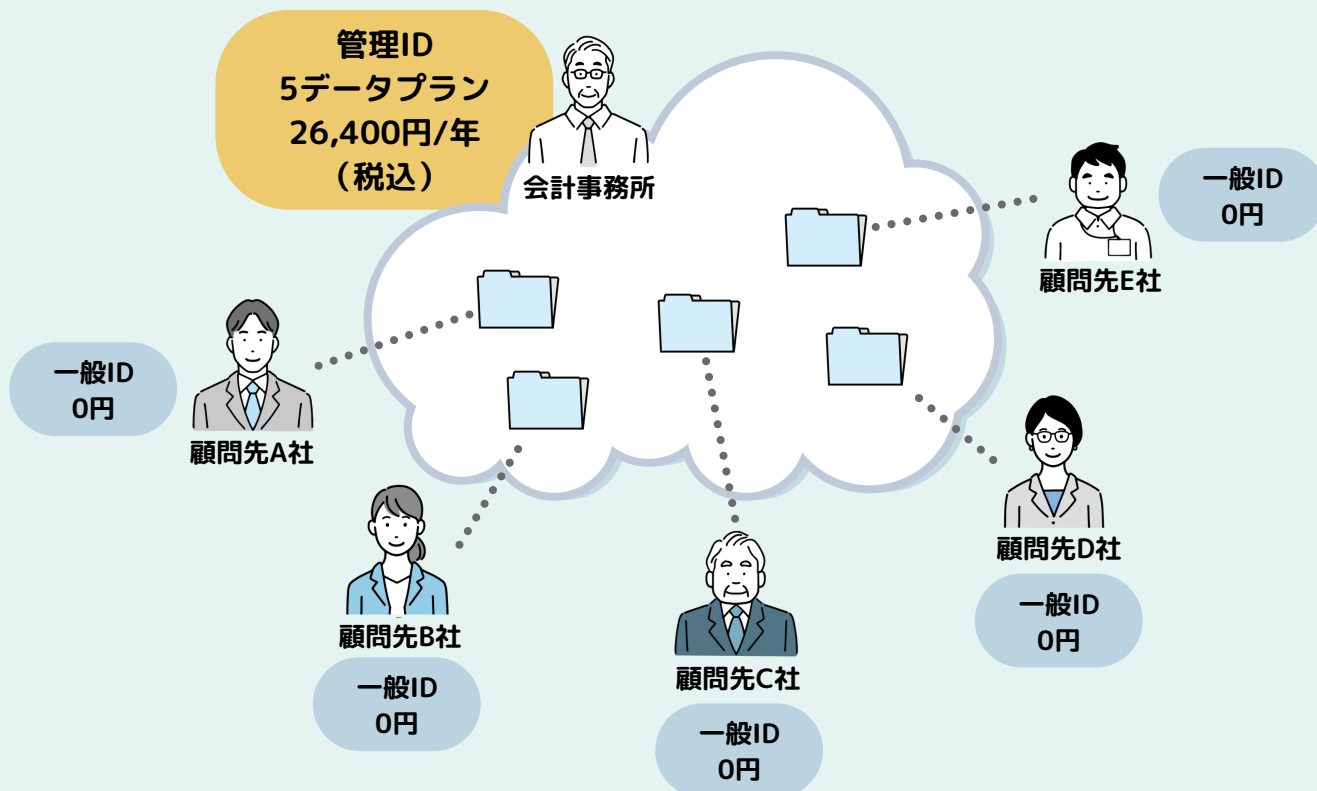 管理ID
5データプラン
26,400円/年
（税込）
会計事務所
一般ID
0円
顧問先E社
一般ID
0円
顧問先A社
顧問先D社
一般ID
0円
顧問先B社
一般ID
0円
顧問先C社
一般ID
0円